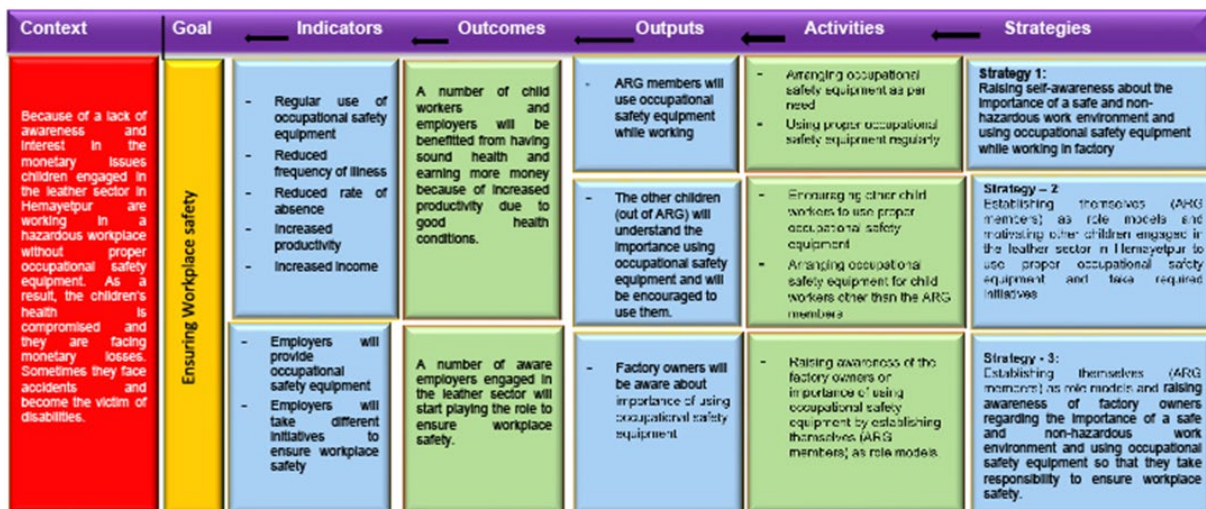 Context
Goal
Indicators
Outcomes
Outputs
Activities
Strategies
Because of a lack of
awareness and
interest in the
monetary issues
children engaged in
the leather sector in
Hemayetpur are
working in a
hazardous workplace
without proper
occupational safety
equipment. As a
result, the children's
health is
compromised and
they are facing
monetary losses.
Sometimes they face
accidents and
become the victim of
disabilities.
Ensuring Workplace safety
- Regular use of
occupational safety
equipment
- Reduced
frequency of illness
- Reduced rate of
absence
- Increased
productivity
- Increased income
- Employers will
provide
occupational
safety equipment
- Employers will
take different
initiatives to
ensure workplace
safety
A number of child
workers and
employers will be
benefitted from having
sound health and
earning more money
because of increased
productivity due to
good health
conditions.
A number of aware
employers engaged in
the leather sector will
start playing the role to
ensure workplace
safety.
- ARG members will
use occupational
safety equipment
while working
The other children
(out of ARG) will
understand the
importance using
occupational safety
equipment and will
be encouraged to
use them.
- Factory owners will
be aware about
importance of using
occupational safety
equipment
- Arranging occupational
safety equipment as per
need
- Using proper occupational
safety equipment regularly
- Encouraging other child
workers to use proper
occupational safety
equipment
- Arranging occupational
safety equipment for child
workers other than the ARG
members
- Raising awareness of the
factory owners on
importance of using
occupational safety
equipment by establishing
themselves (ARG
members) as role models
Strategy 1:
Raising self-awareness about the
importance of a safe and non-
hazardous work environment and
using occupational safety equipment
while working in factory
Strategy – 2
Establishing themselves (ARG
members) as role models and
motivating other children engaged in
the leather sector in Hemayetpur to
use proper occupational safety
equipment and take required
initiatives
Strategy - 3:
Establishing themselves (ARG
members) as role models and raising
awareness of factory owners
regarding the importance of a safe
and non-hazardous work
environment and using occupational
safety equipment so that they take
responsibility to ensure workplace
safety.